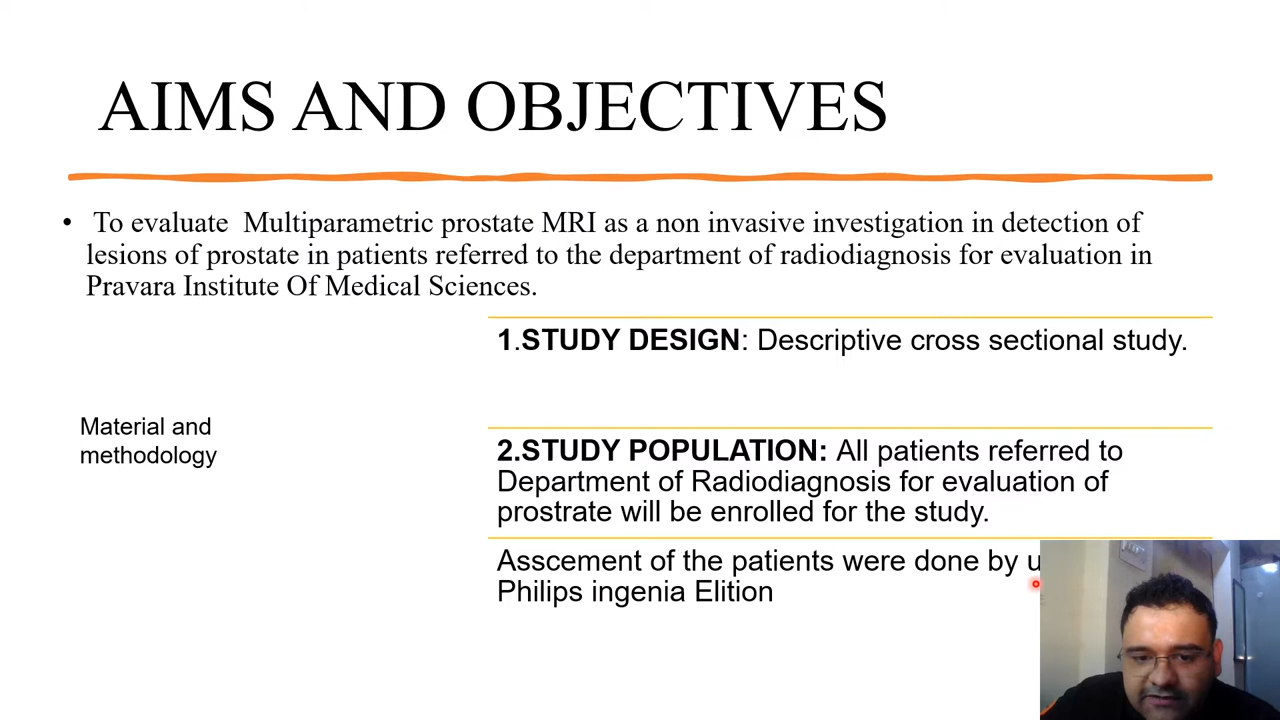 AIMS AND OBJECTIVES
• To evaluate Multiparametric prostate MRI as a non invasive investigation in detection of
lesions of prostate in patients referred to the department of radiodiagnosis for evaluation in
Pravara Institute Of Medical Sciences.
Material and
methodology
1.STUDY DESIGN: Descriptive cross sectional study.
2.STUDY POPULATION: All patients referred to
Department of Radiodiagnosis for evaluation of
prostrate will be enrolled for the study.
Asscement of the patients were done by
Philips ingenia Elition